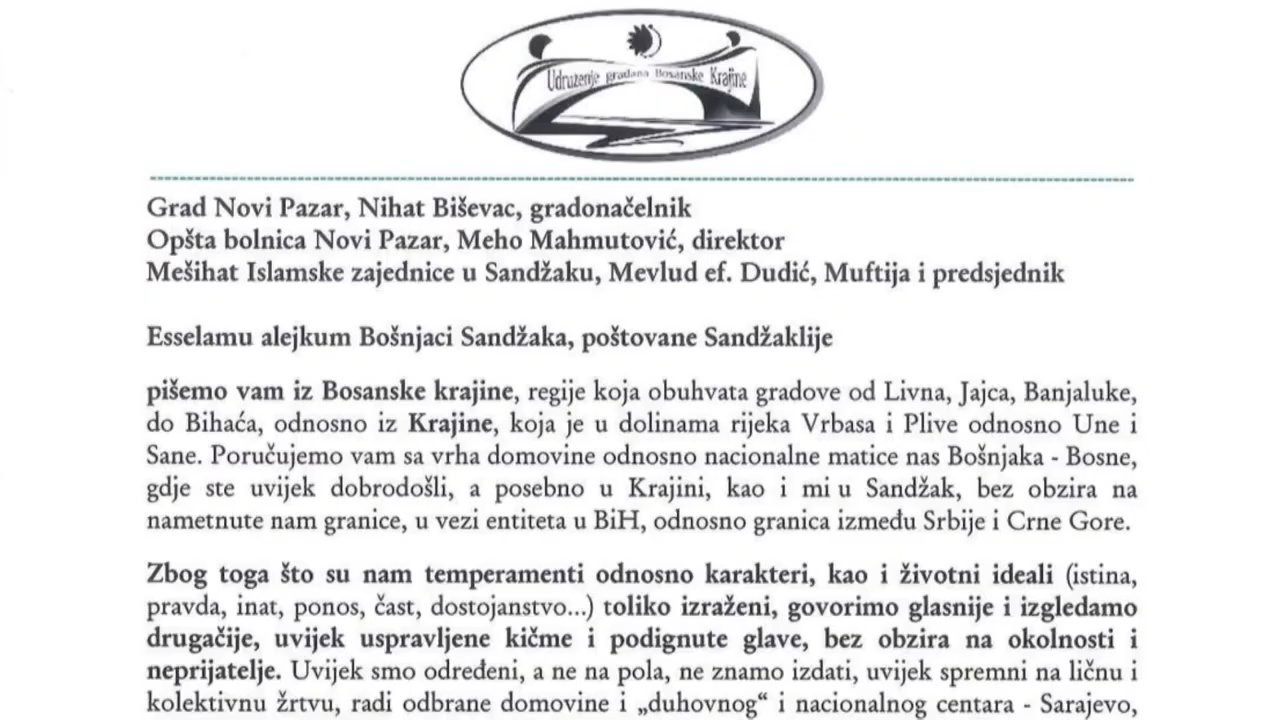 Udruženje građana Bosanske Krajine
Grad Novi Pazar, Nihat Biševac, gradonačelnik
Opšta bolnica Novi Pazar, Meho Mahmutović, direktor
Mešihat Islamske zajednice u Sandžaku, Mevlud ef. Dudić, Muftija i predsjednik
Esselamu alejkum Bošnjaci Sandžaka, poštovane Sandžaklije
pišemo vam iz Bosanske krajine, regije koja obuhvata gradove od Livna, Jajca, Banjaluke,
do Bihaća, odnosno iz Krajine, koja je u dolinama rijeka Vrbasa i Plive odnosno Une i
Sane. Poručujemo vam sa vrha domovine odnosno nacionalne matice nas Bošnjaka - Bosne,
gdje ste uvijek dobrodošli, a posebno u Krajini, kao i mi u Sandžak, bez obzira na
nametnute nam granice, u vezi entiteta u BiH, odnosno granica između Srbije i Crne Gore.
Zbog toga što su nam temperamenti odnosno karakteri, kao i životni ideali (istina,
pravda, inat, ponos, čast, dostojanstvo...) toliko izraženi, govorimo glasnije i izgledamo
drugačije, uvijek uspravljene kičme i podignute glave, bez obzira na okolnosti i
neprijatelje. Uvijek smo određeni, a ne na pola, ne znamo izdati, uvijek spremni na ličnu i
kolektivnu žrtvu, radi odbrane domovine i „duhovnog“ i nacionalnog centara - Sarajevo,